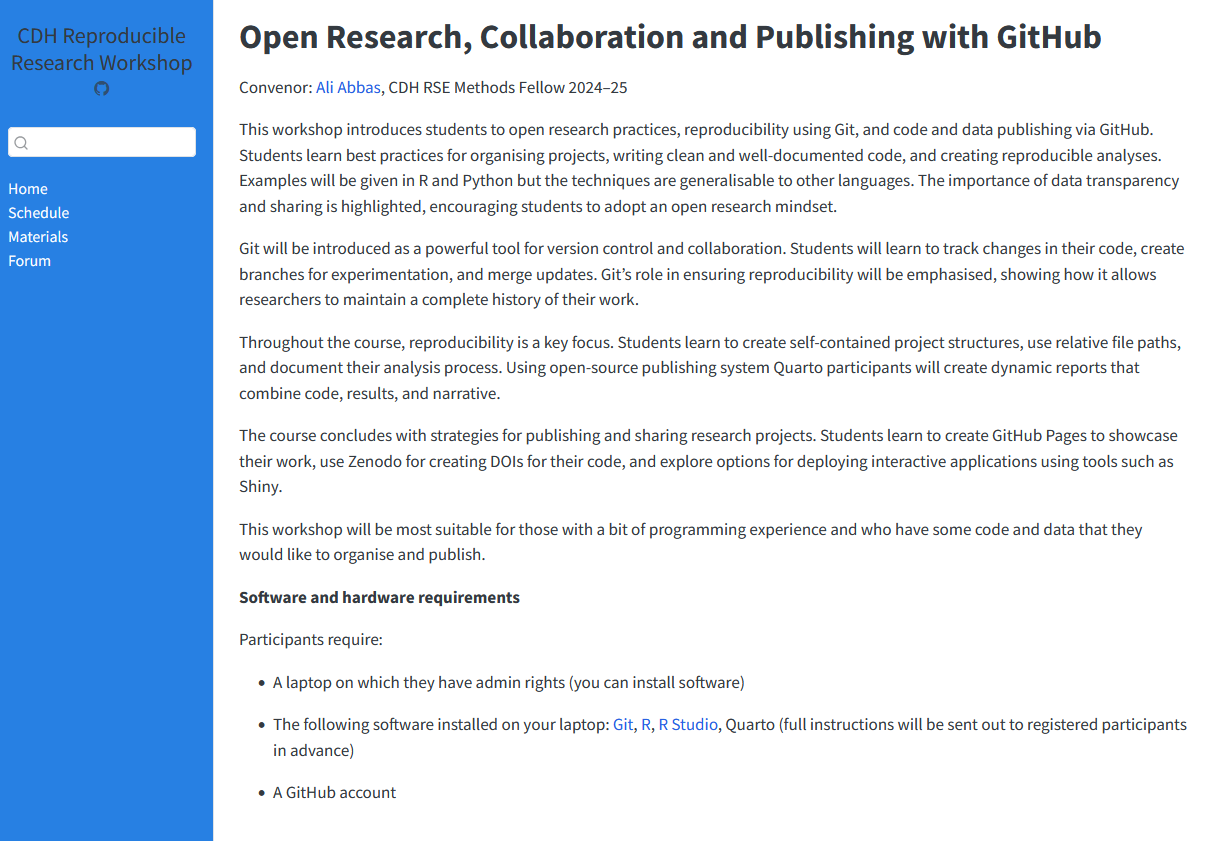 CDH Reproducible
Research Workshop
Home
Schedule
Materials
Forum
Open Research, Collaboration and Publishing with GitHub
Convenor: Ali Abbas, CDH RSE Methods Fellow 2024–25
This workshop introduces students to open research practices, reproducibility using Git, and code and data publishing via GitHub.
Students learn best practices for organising projects, writing clean and well-documented code, and creating reproducible analyses.
Examples will be given in R and Python but the techniques are generalisable to other languages. The importance of data transparency
and sharing is highlighted, encouraging students to adopt an open research mindset.
Git will be introduced as a powerful tool for version control and collaboration. Students will learn to track changes in their code, create
branches for experimentation, and merge updates. Git’s role in ensuring reproducibility will be emphasised, showing how it allows
researchers to maintain a complete history of their work.
Throughout the course, reproducibility is a key focus. Students learn to create self-contained project structures, use relative file paths,
and document their analysis process. Using open-source publishing system Quarto participants will create dynamic reports that
combine code, results, and narrative.
The course concludes with strategies for publishing and sharing research projects. Students learn to create GitHub Pages to showcase
their work, use Zenodo for creating DOIs for their code, and explore options for deploying interactive applications using tools such as
Shiny.
This workshop will be most suitable for those with a bit of programming experience and who have some code and data that they
would like to organise and publish.
Software and hardware requirements
Participants require:
• A laptop on which they have admin rights (you can install software)
• The following software installed on your laptop: Git, R, R Studio, Quarto (full instructions will be sent out to registered participants
in advance)
• A GitHub account